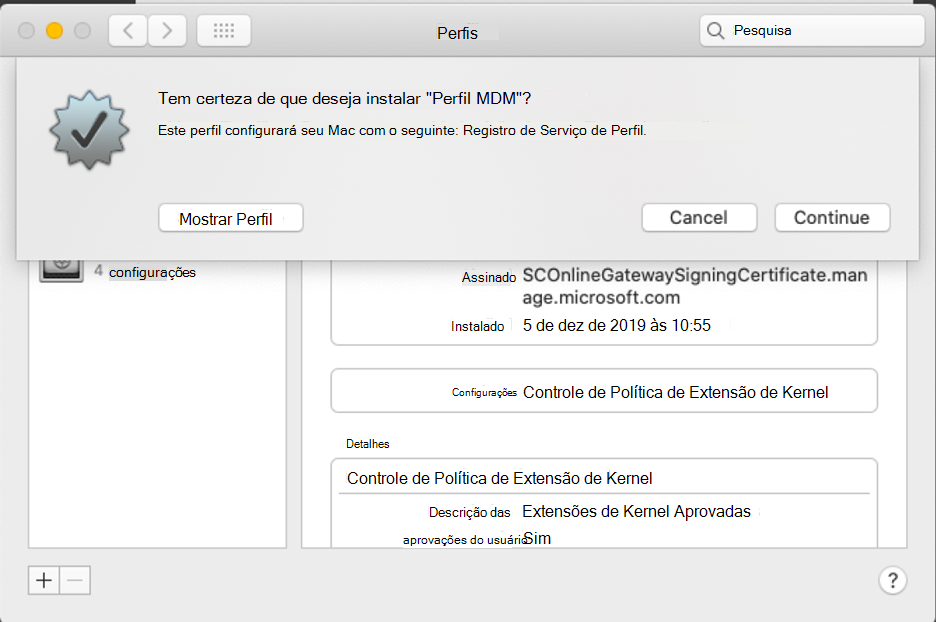 Perfis
Pesquisa
Tem certeza de que deseja instalar "Perfil MDM"?
Este perfil configurará seu Mac com o seguinte: Registro de Serviço de Perfil.
Mostrar Perfil
Cancel
Continue
4 configurações
Assinado SCOnlineGatewaySigningCertificate.man
age.microsoft.com
Instalado 5 de dez de 2019 às 10:55
Configurações Controle de Política de Extensão de Kernel
Detalhes
Controle de Política de Extensão de Kernel
Descrição das Extensões de Kernel Aprovadas
aprovações do usuário Sim
+ −
?